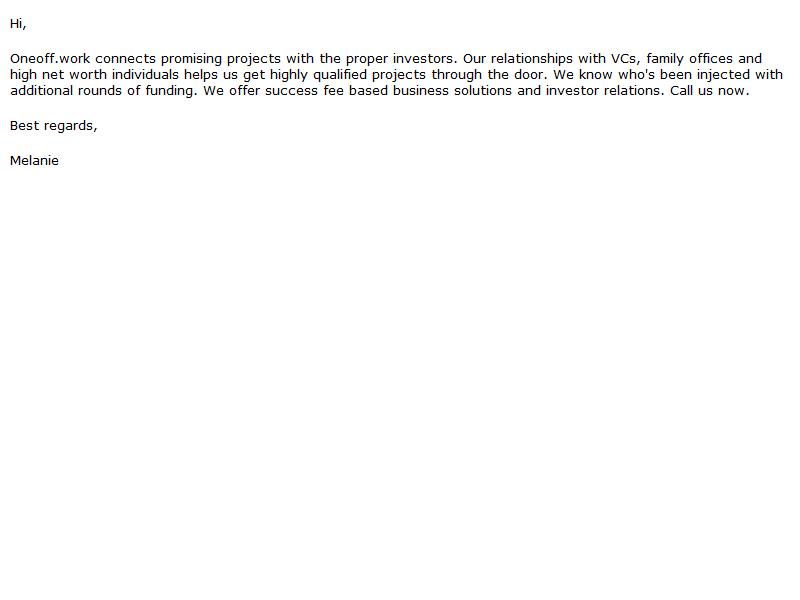 Hi,
Oneoff.work connects promising projects with the proper investors. Our relationships with VCs, family offices and
high net worth individuals helps us get highly qualified projects through the door. We know who's been injected with
additional rounds of funding. We offer success fee based business solutions and investor relations. Call us now.
Best regards,
Melanie